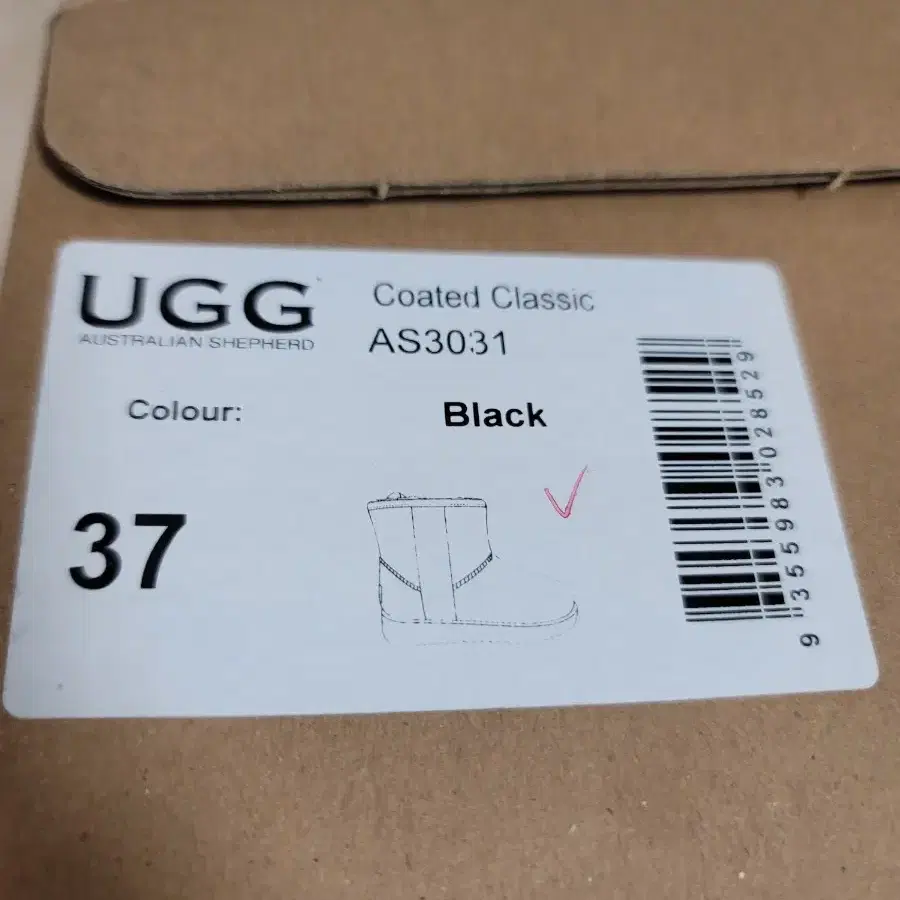 UGG
AUSTRALIAN SHEPHERD
Coated Classic
AS3031
Colour:
Black
37
9 355983 028529